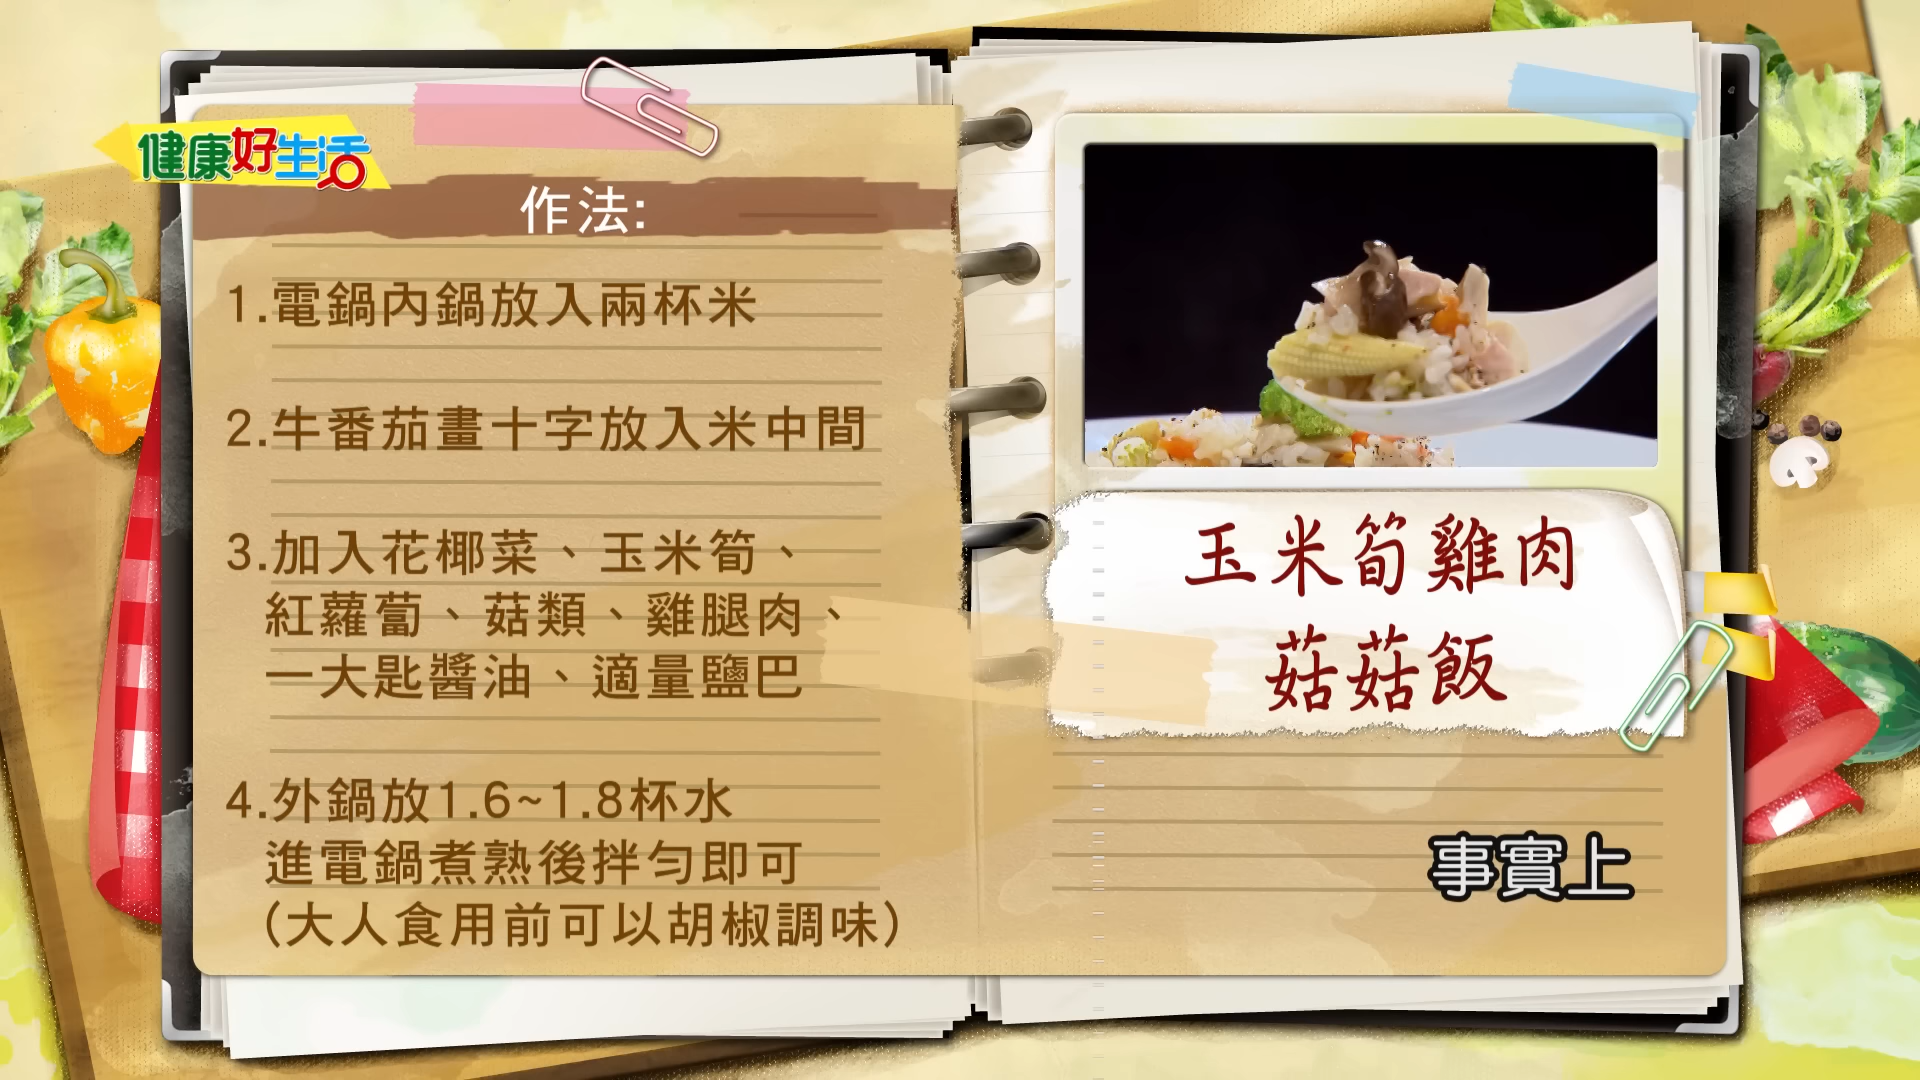 健康好生活
作法:
1.電鍋內鍋放入兩杯米
2.牛番茄畫十字放入米中間
3.加入花椰菜、玉米筍、
紅蘿蔔、菇類、雞腿肉、
一大匙醬油、適量鹽巴
4.外鍋放1.6~1.8杯水
進電鍋煮熟後拌勻即可
(大人食用前可以胡椒調味)
玉米筍雞肉
菇菇飯
事實上